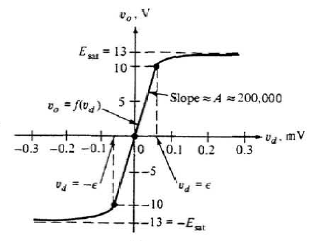 v_o, V
E_sat = 13
10
5
v_o = f(v_d)
Slope ≈ A ≈ 200,000
-0.3 -0.2 -0.1 0 0.1 0.2 0.3
v_d, mV
v_d = -ϵ
v_d = ϵ
-5
-10
-13 = -E_sat